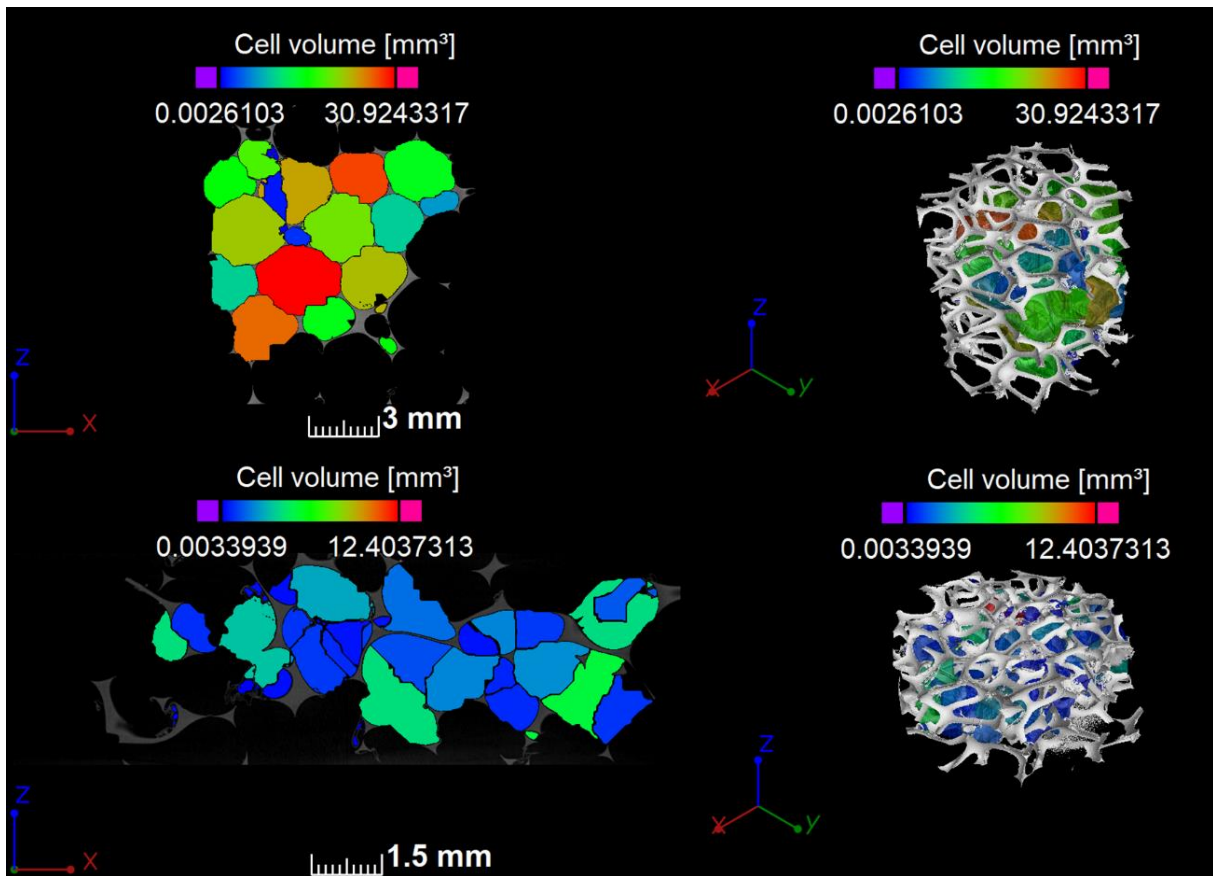 Cell volume [mm³]
0.0026103 30.9243317
Cell volume [mm³]
0.0026103 30.9243317
Z
X
3 mm
Z
X
y
Cell volume [mm³]
0.0033939 12.4037313
Cell volume [mm³]
0.0033939 12.4037313
Z
X
1.5 mm
Z
X
y